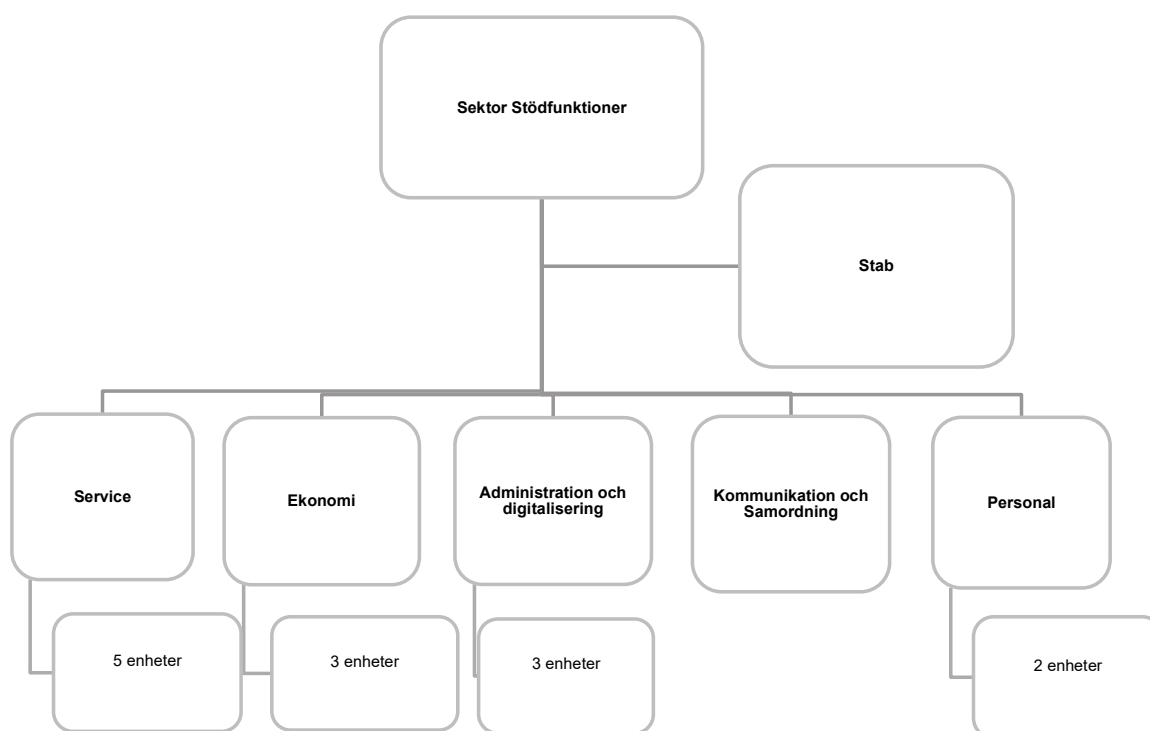 Sektor Stödfunktioner
Stab
Service
Ekonomi
Administration och
digitalisering
Kommunikation och
Samordning
Personal
5 enheter
3 enheter
3 enheter
2 enheter